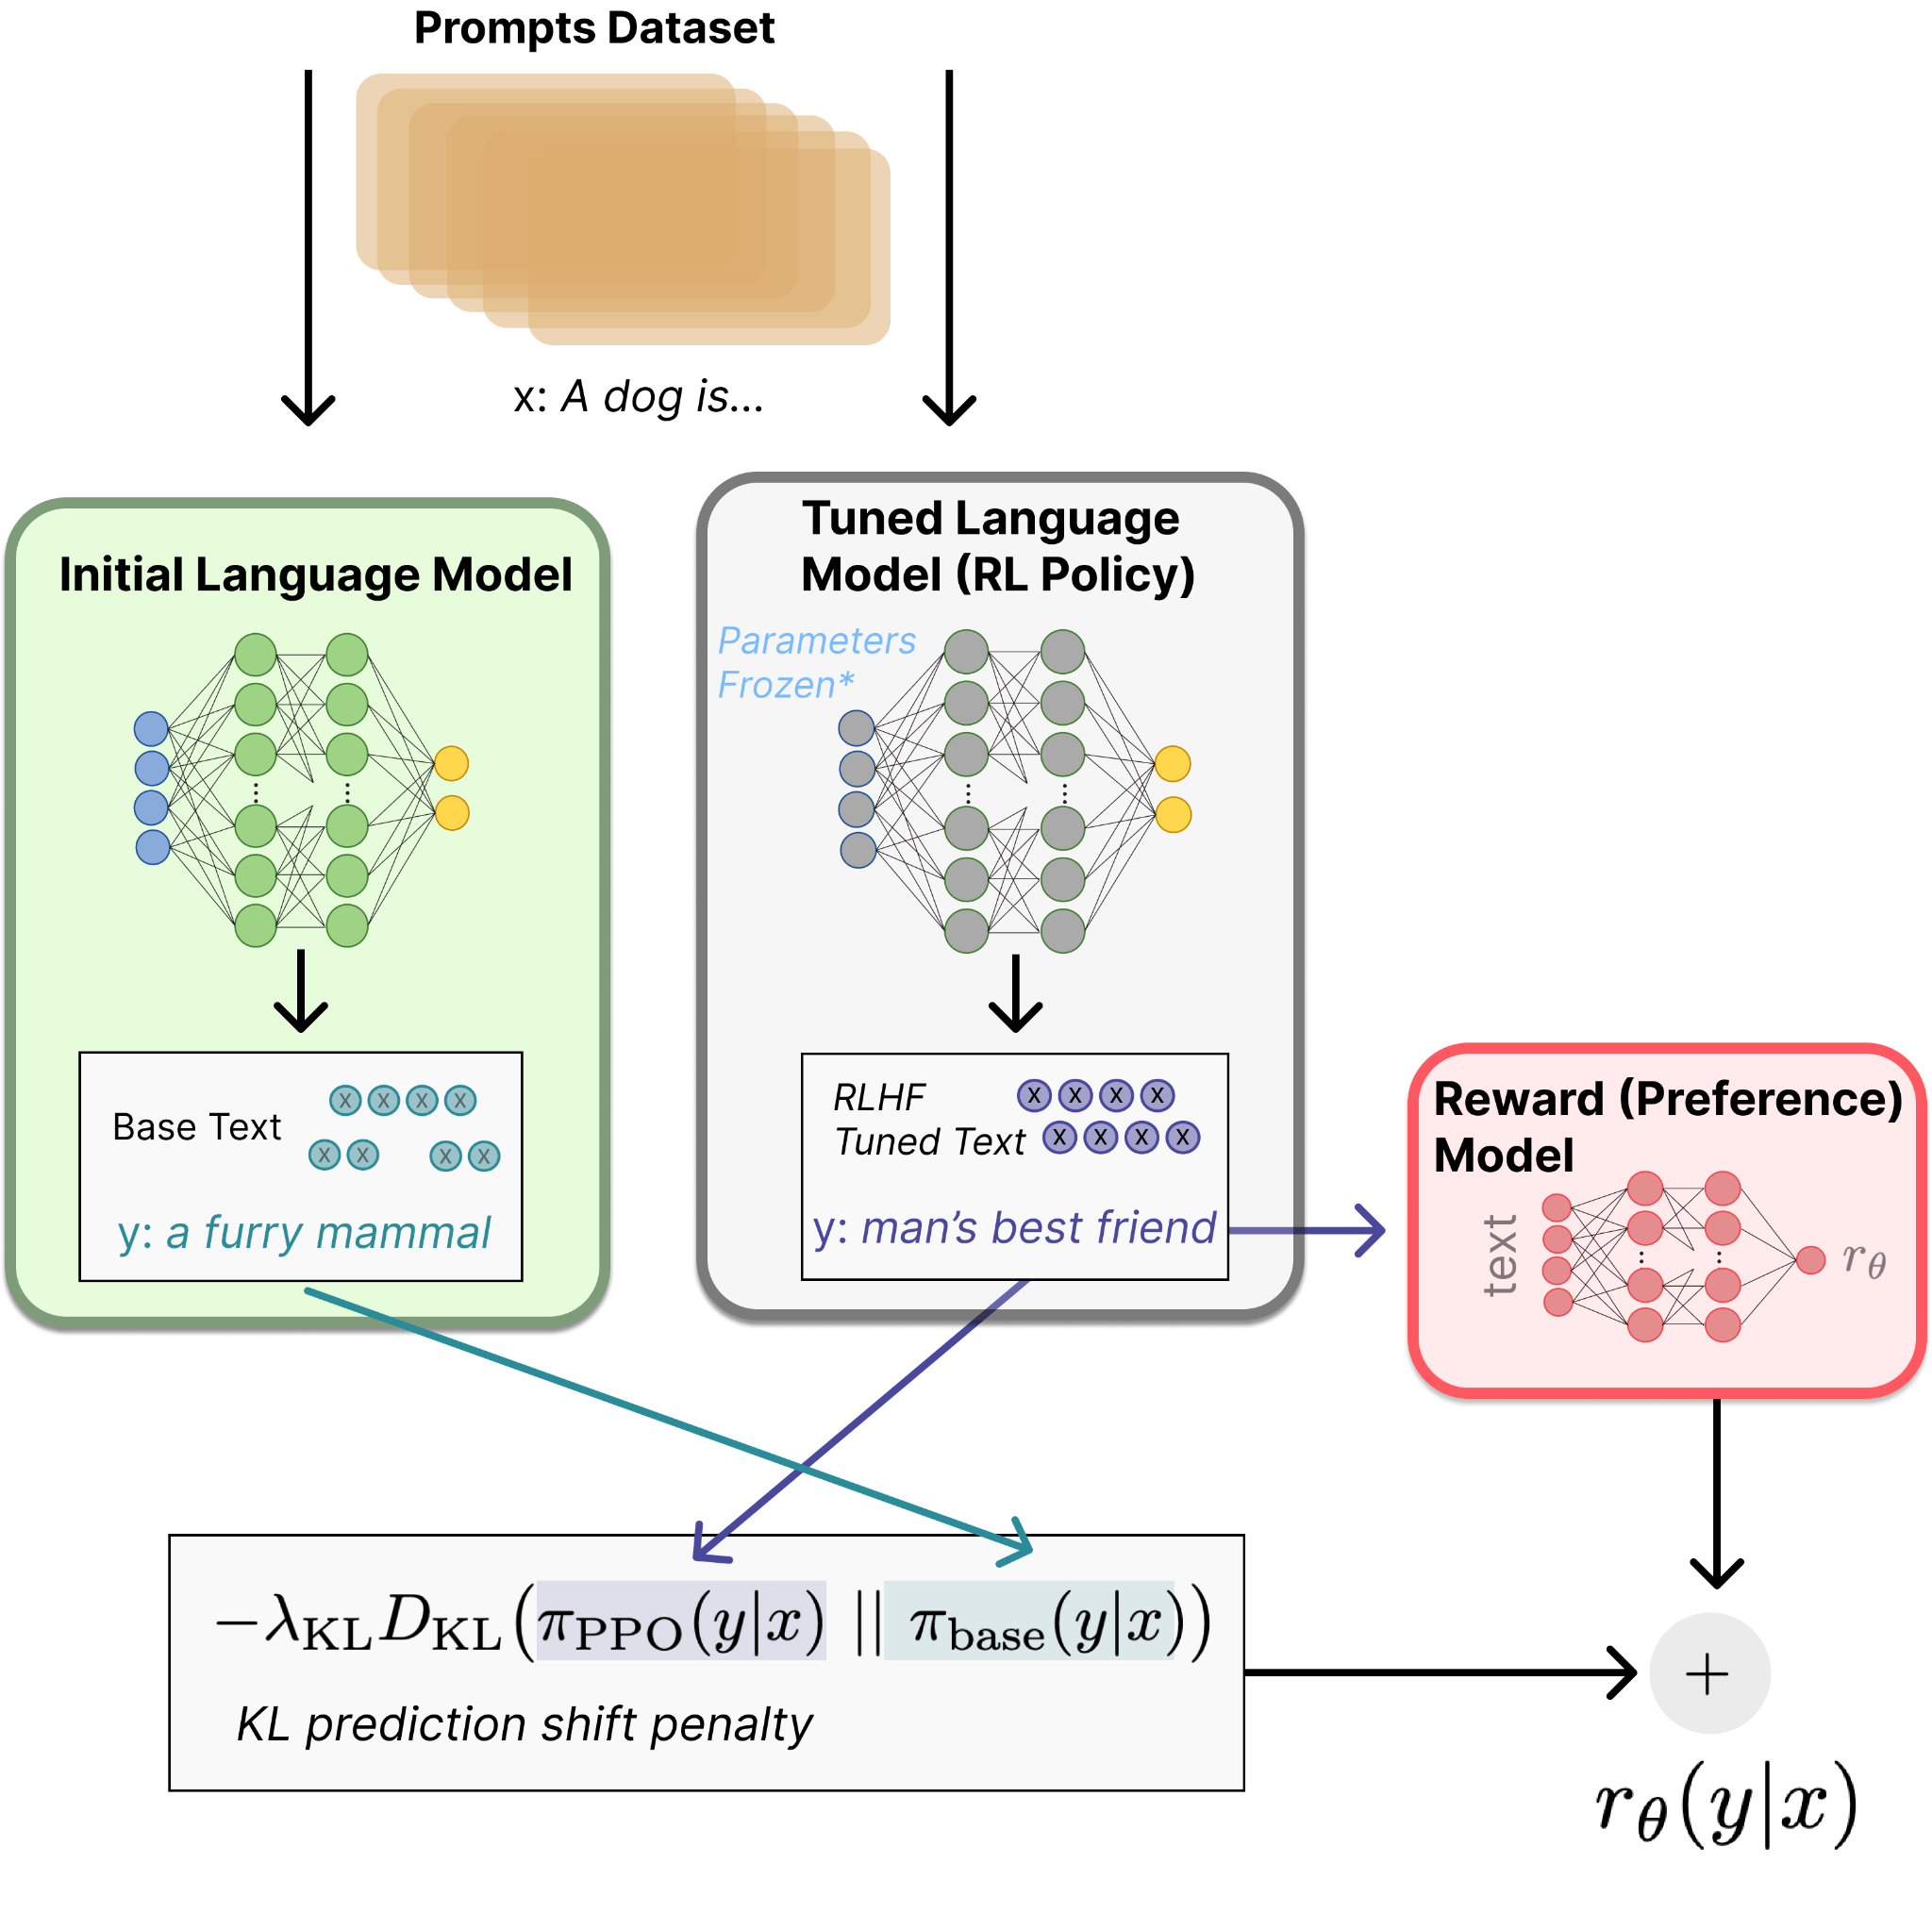 Prompts Dataset
x: A dog is...
Initial Language Model
Base Text
x x x x
x x x x
y: a furry mammal
Tuned Language
Model (RL Policy)
Parameters
Frozen*
RLHF
Tuned Text
x x x x
x x x x
y: man's best friend
Reward (Preference)
Model
text
rθ
−λKL DKL(πPPO(y|x) || πbase(y|x))
KL prediction shift penalty
+
rθ(y|x)